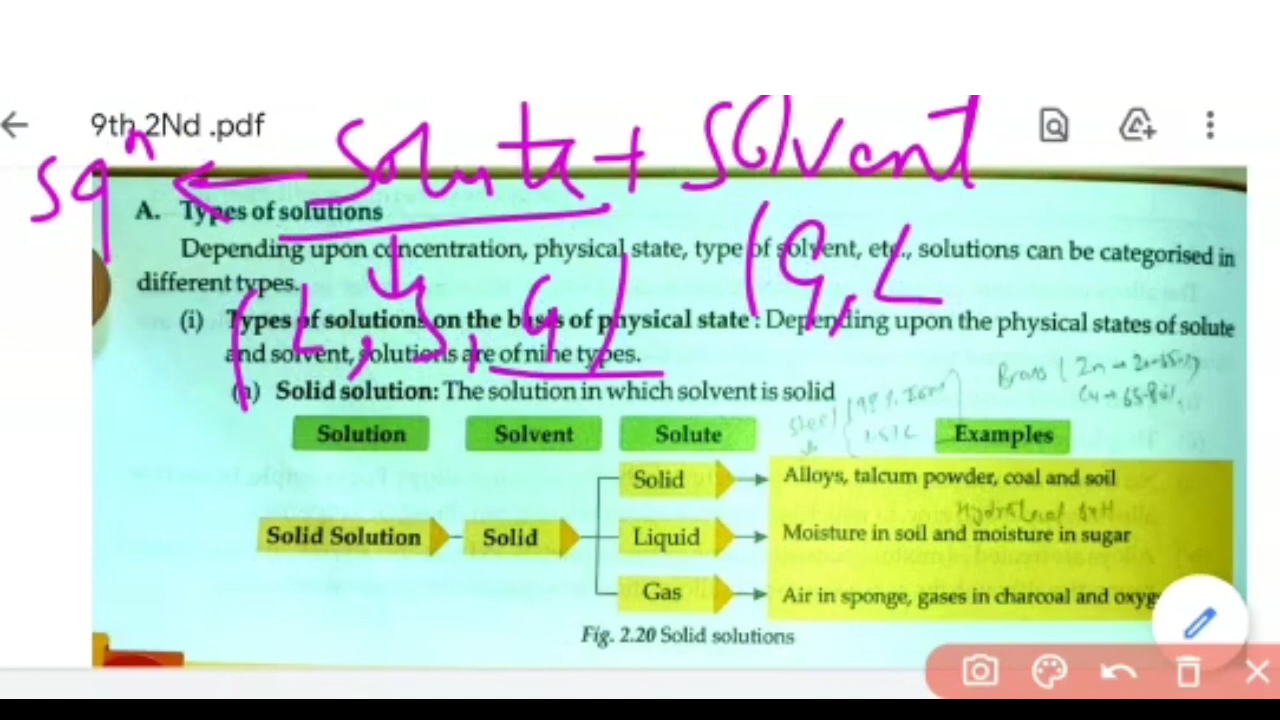 9th 2Nd .pdf
Solute + Solvent
A. Types of solutions
Depending upon concentration, physical state, type of solvent, etc., solutions can be categorised in
different types.
(L, S, G) (G, L
(i) Types of solutions on the basis of physical state : Depending upon the physical states of solute
and solvent, solutions are of nine types.
(a) Solid solution: The solution in which solvent is solid
Solution Solvent Solute Examples
Solid Alloys, talcum powder, coal and soil
Solid Solution Solid Liquid Moisture in soil and moisture in sugar
Gas Air in sponge, gases in charcoal and
Fig. 2.20 Solid solutions